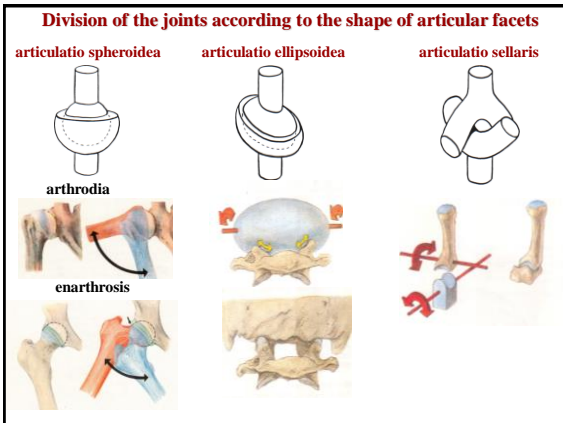 Division of the joints according to the shape of articular facets
articulatio spheroidea
articulatio ellipsoidea
articulatio sellaris
arthrodia
enarthrosis